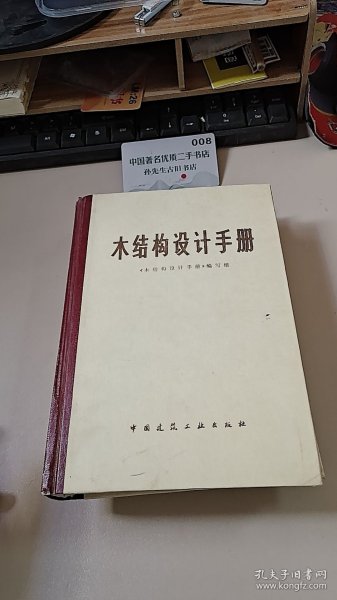 008
中国著名优质二手书店
孙先生古旧书店
木结构设计手册
《木结构设计手册》编写组
中国建筑工业出版社
孔夫子旧书网
www.kongfz.com